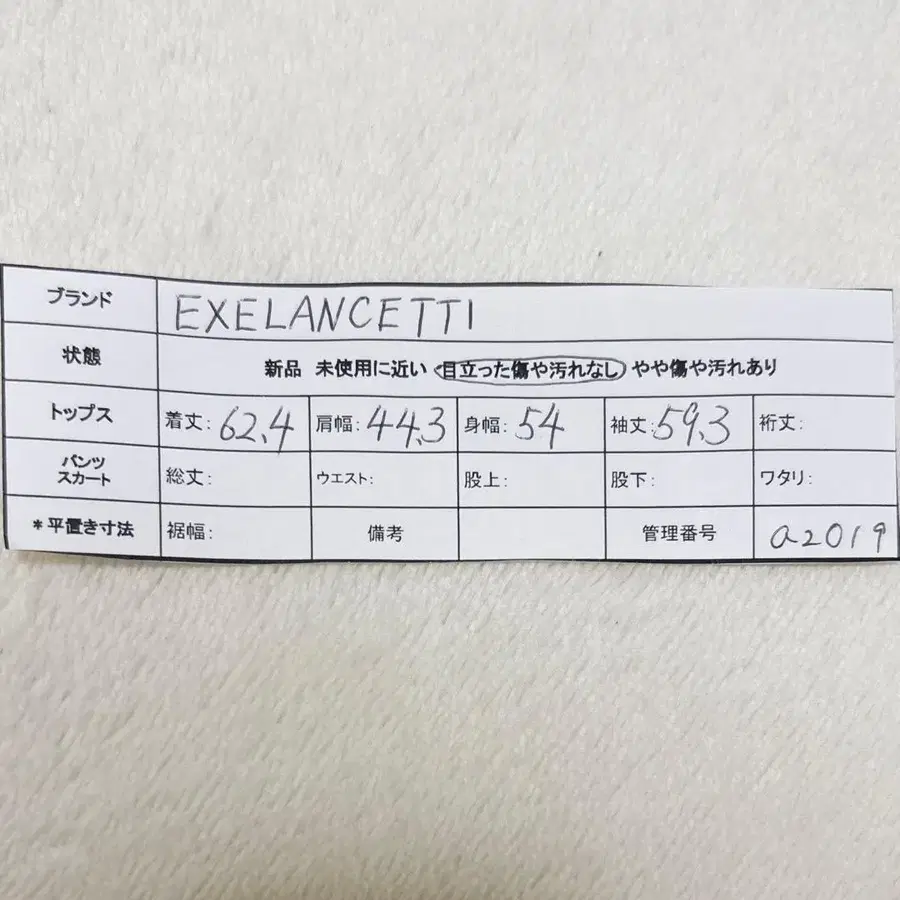 ブランド EXELANCETTI
状態 新品 未使用に近い 目立った傷や汚れなし やや傷や汚れあり
トップス 着丈: 62.4 肩幅: 44.3 身幅: 54 袖丈: 59.3 裄丈:
パンツ
スカート 総丈: ウエスト: 股上: 股下: ワタリ:
*平置き寸法 裾幅: 備考 管理番号 a2019